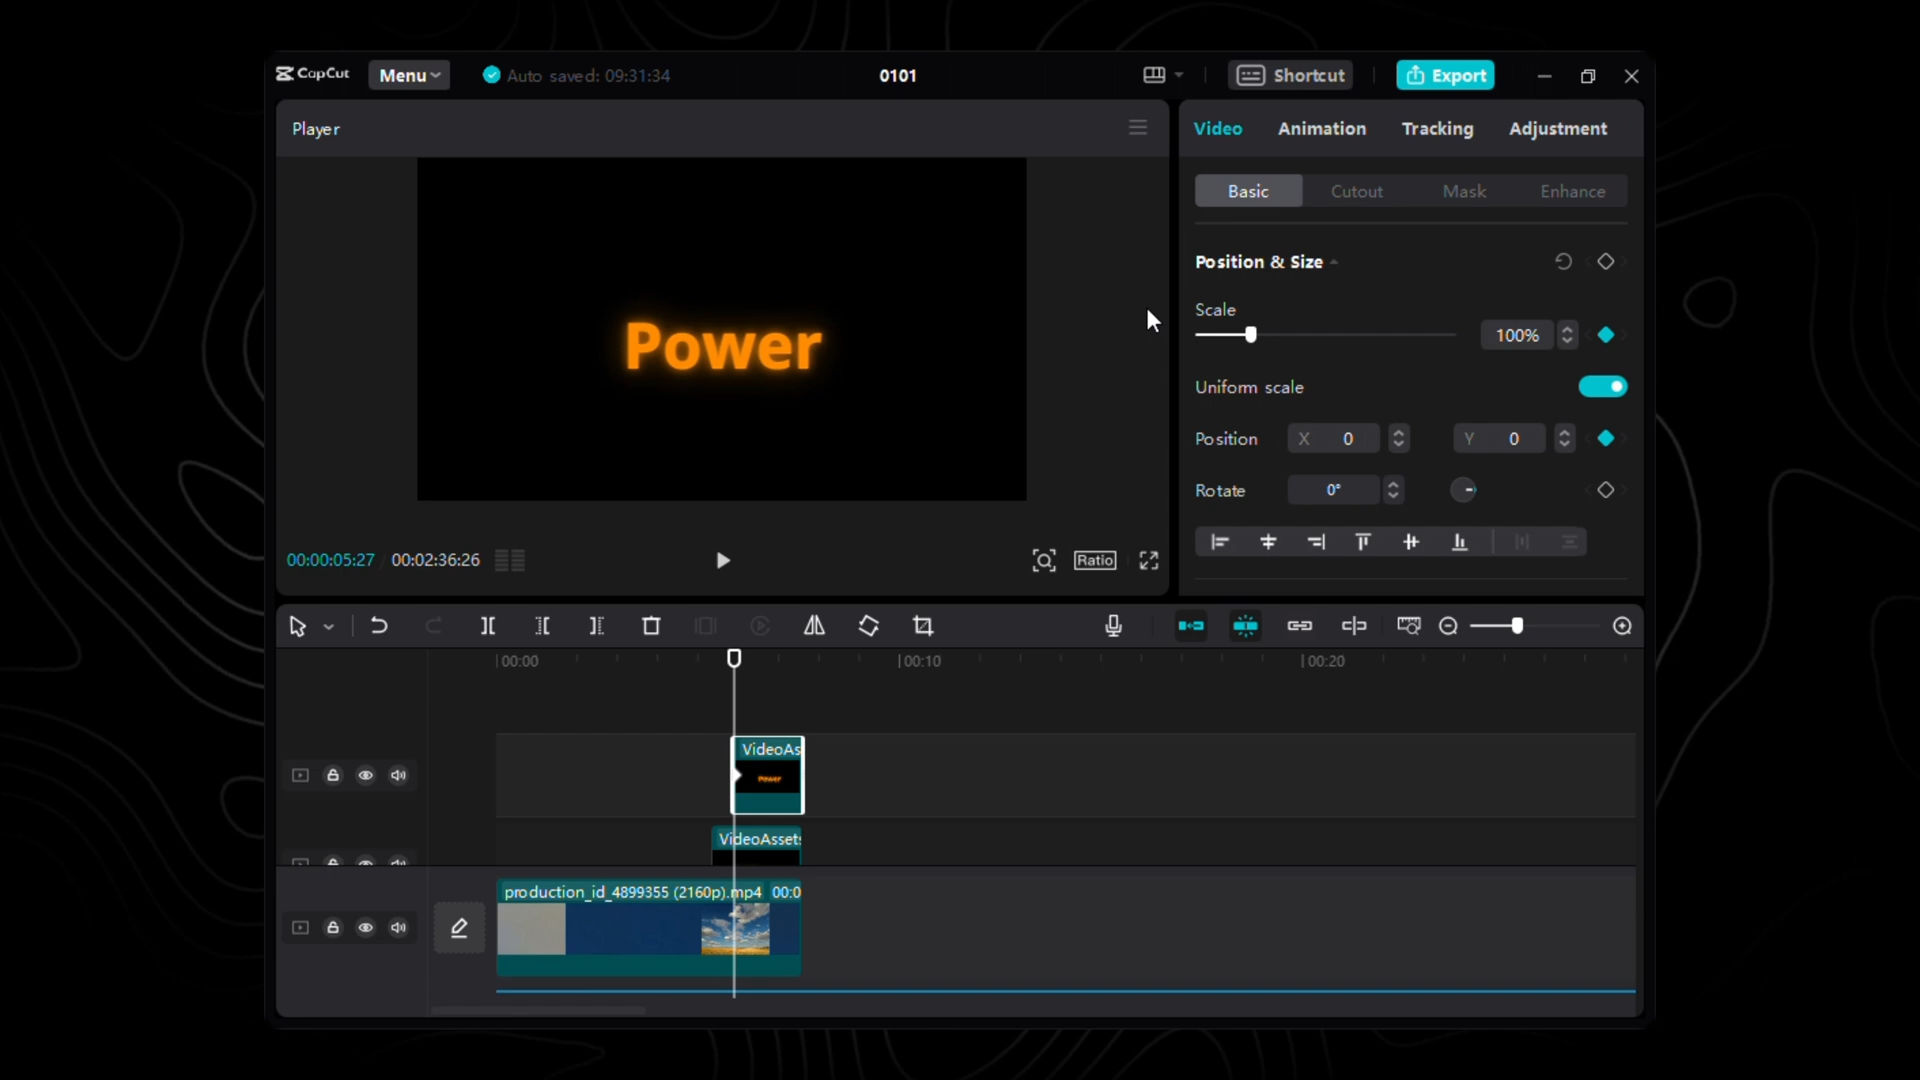 CapCut
Menu
Auto saved: 09:31:34
0101
Shortcut
Export
Player
Power
00:00:05:27 / 00:02:36:26
Ratio
Video Animation Tracking Adjustment
Basic Cutout Mask Enhance
Position & Size
Scale
100%
Uniform scale
Position X 0 Y 0
Rotate 0°
00:00 00:10 00:20
VideoAs
Power
VideoAssets
production_id_4899355 (2160p).mp4 00:0